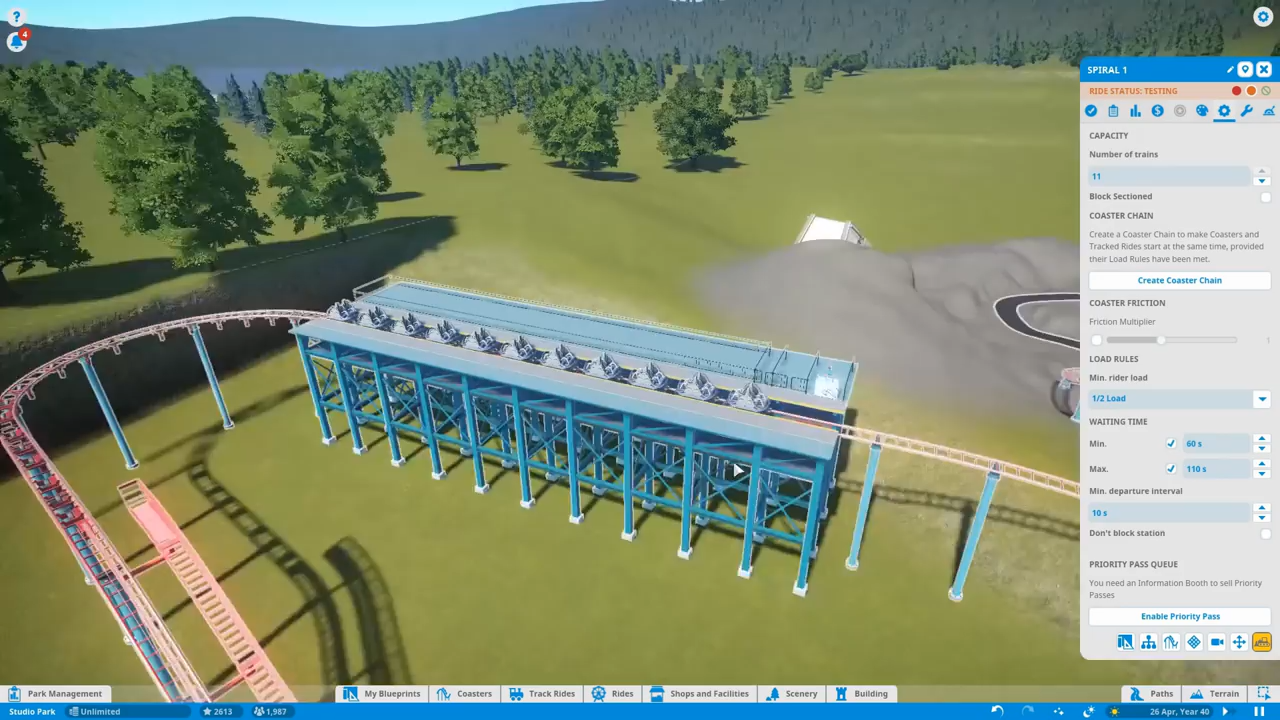 ?
4
SPIRAL 1
RIDE STATUS: TESTING
CAPACITY
Number of trains
11
Block Sectioned
COASTER CHAIN
Create a Coaster Chain to make Coasters and
Tracked Rides start at the same time, provided
their Load Rules have been met.
Create Coaster Chain
COASTER FRICTION
Friction Multiplier
LOAD RULES
Min. rider load
1/2 Load
WAITING TIME
Min. 60 s
Max. 110 s
Min. departure interval
10 s
Don't block station
PRIORITY PASS QUEUE
You need an Information Booth to sell Priority
Passes
Enable Priority Pass
Park Management My Blueprints Coasters Track Rides Rides Shops and Facilities Scenery Building Paths Terrain
Studio Park Unlimited 2613 1,987 26 Apr, Year 40